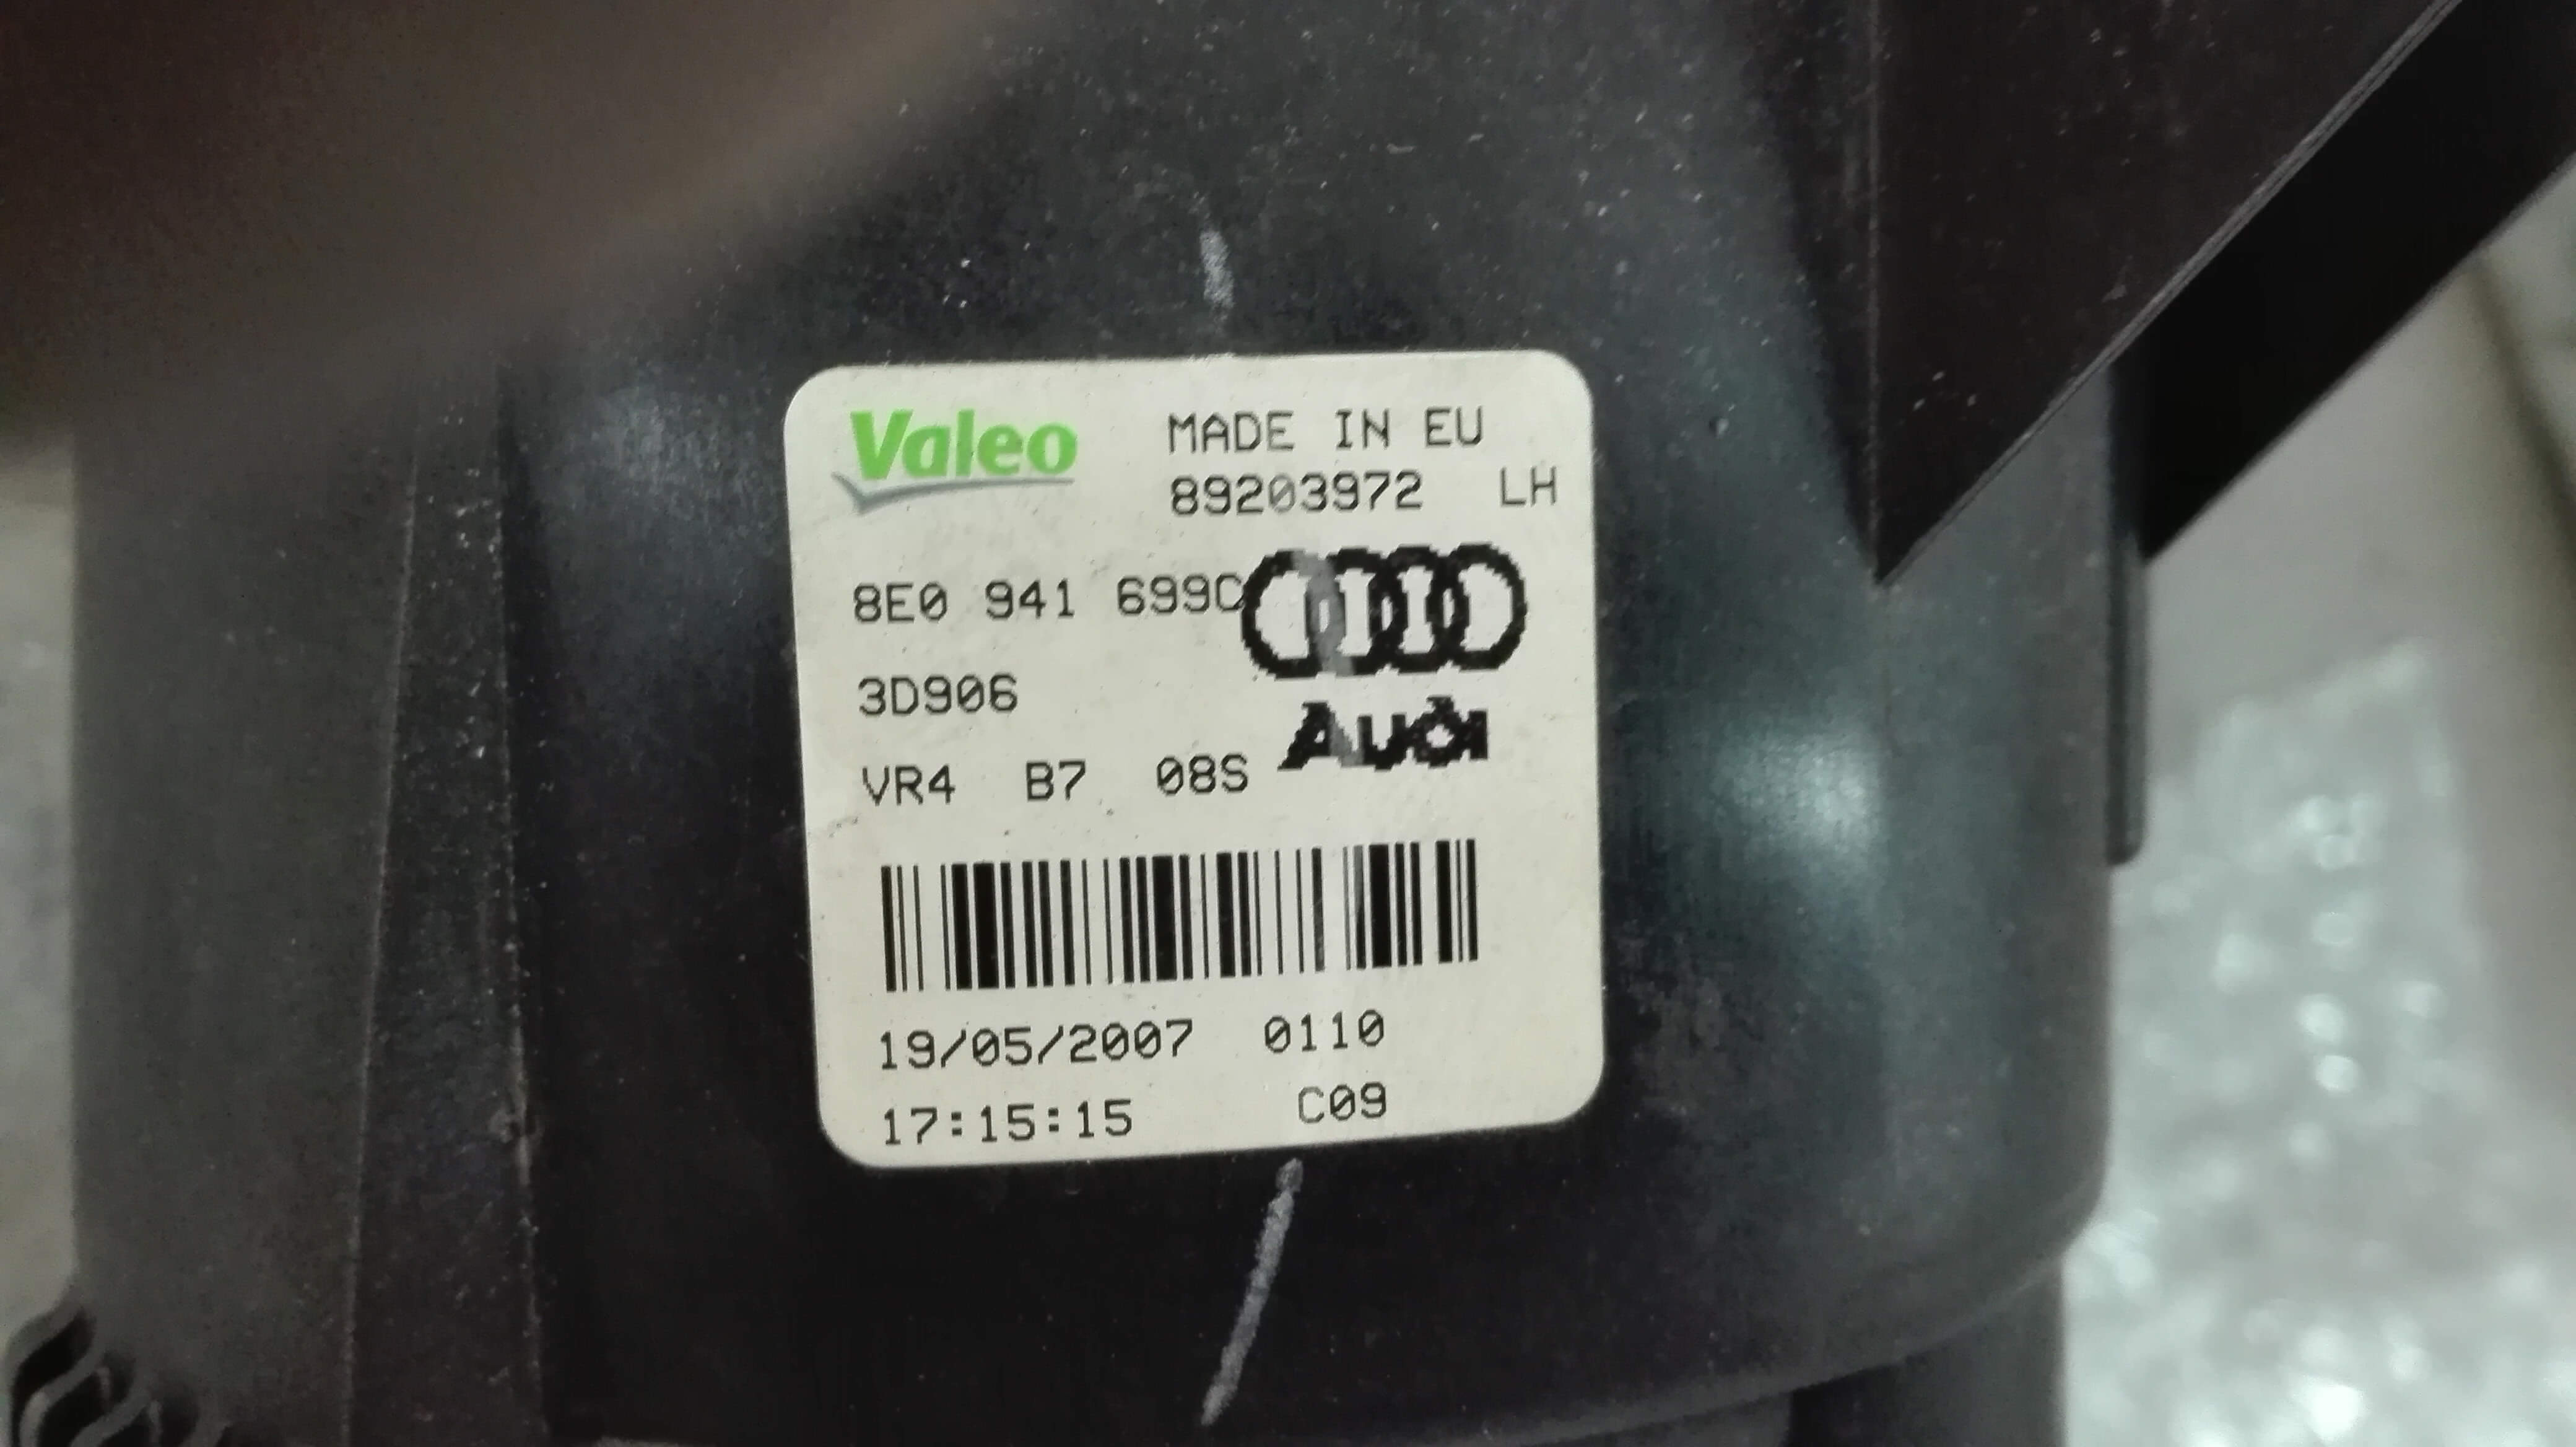 Valeo MADE IN EU
89203972 LH
8E0 941 699C
3D906
Audi
VR4 B7 08S
19/05/2007 0110
17:15:15 C09